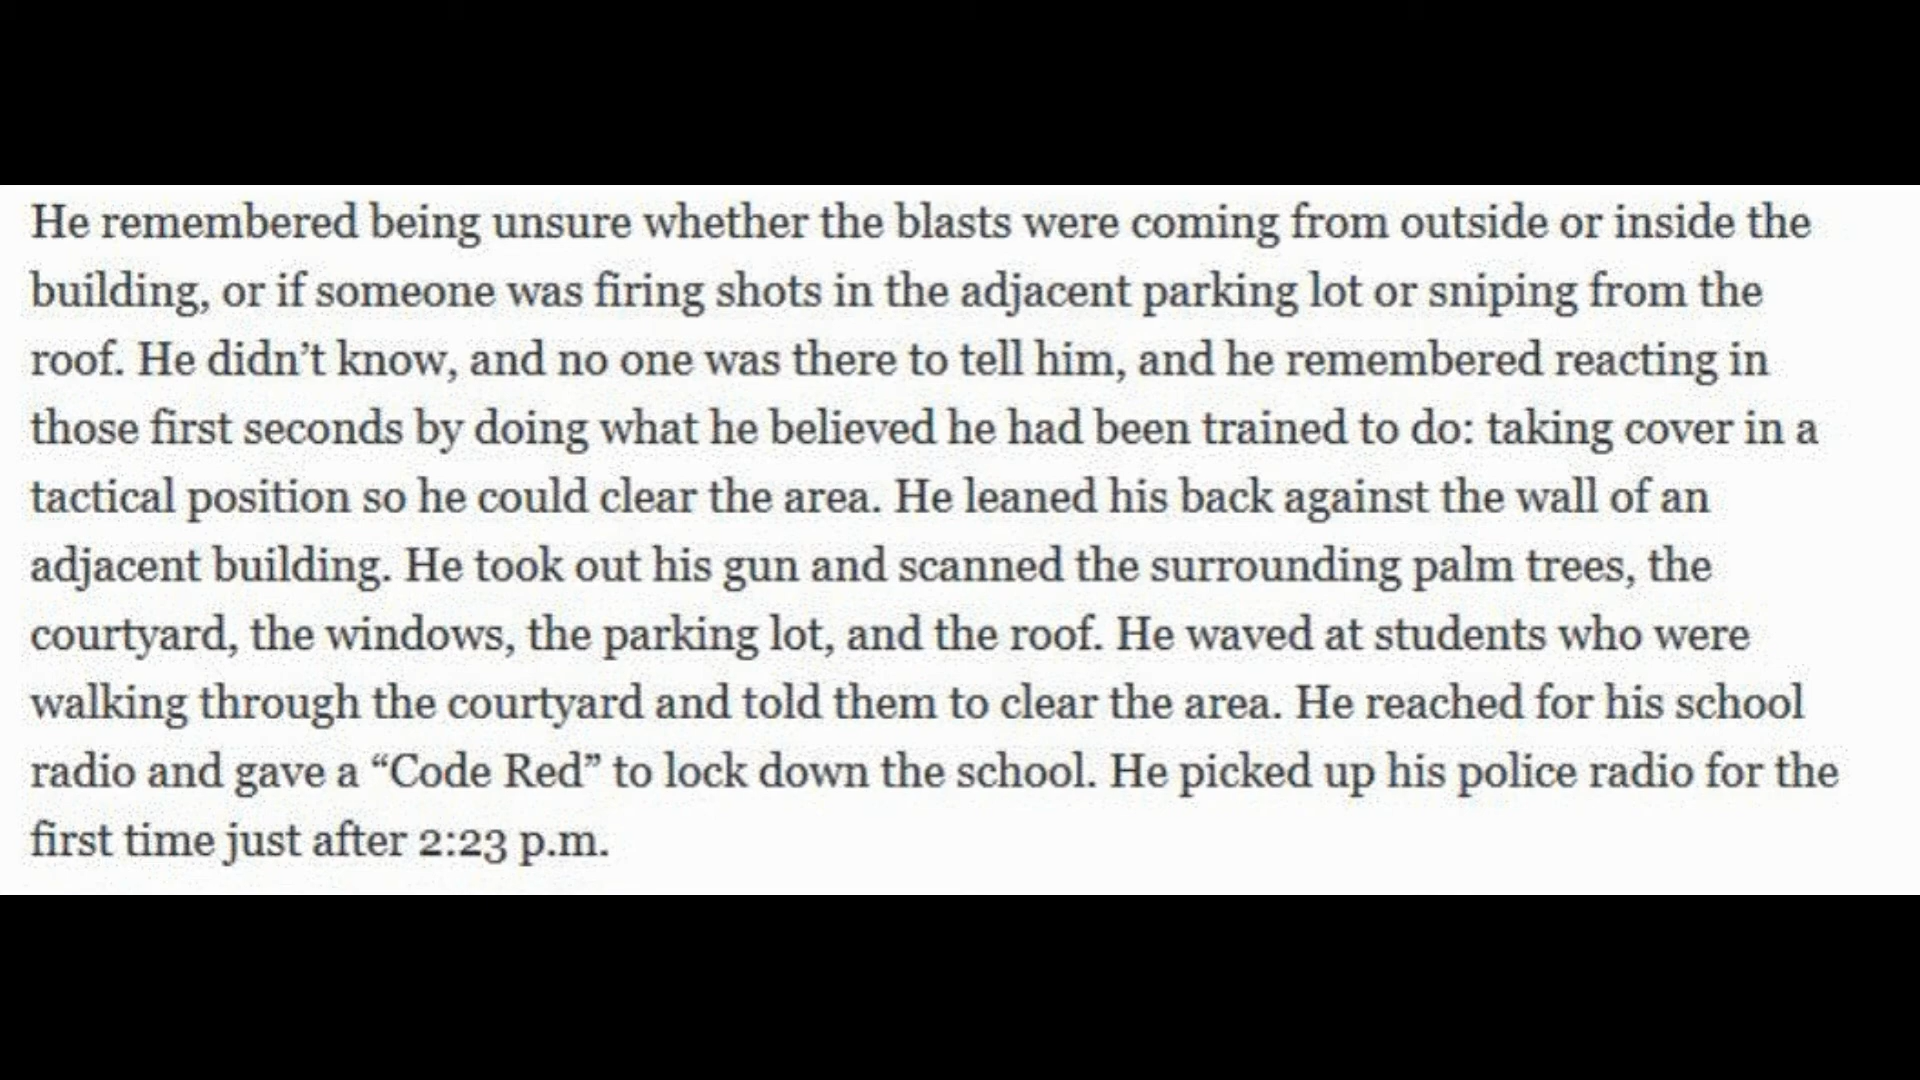 He remembered being unsure whether the blasts were coming from outside or inside the
building, or if someone was firing shots in the adjacent parking lot or sniping from the
roof. He didn’t know, and no one was there to tell him, and he remembered reacting in
those first seconds by doing what he believed he had been trained to do: taking cover in a
tactical position so he could clear the area. He leaned his back against the wall of an
adjacent building. He took out his gun and scanned the surrounding palm trees, the
courtyard, the windows, the parking lot, and the roof. He waved at students who were
walking through the courtyard and told them to clear the area. He reached for his school
radio and gave a “Code Red” to lock down the school. He picked up his police radio for the
first time just after 2:23 p.m.